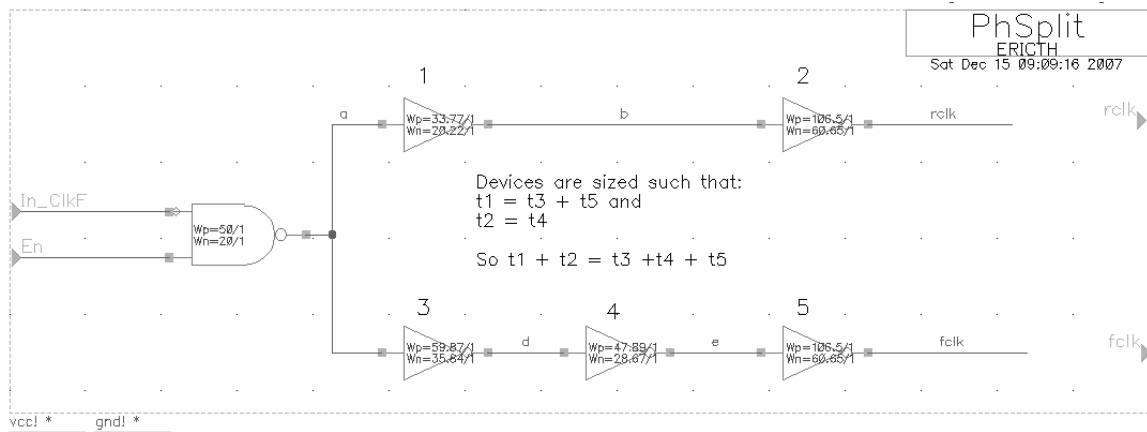 PhSplit
ERICTH
Sat Dec 15 09:09:16 2007
1
2
a
Wp=33.77/1
Wn=20.22/1
b
Wp=106.5/1
Wn=60.65/1
rclk
rclk
Devices are sized such that:
t1 = t3 + t5 and
t2 = t4
So t1 + t2 = t3 +t4 + t5
In_ClkF
En
Wp=50/1
Wn=20/1
3
4
5
Wp=59.87/1
Wn=35.84/1
d
Wp=47.89/1
Wn=28.67/1
e
Wp=106.5/1
Wn=60.65/1
fclk
fclk
vcc! *
gnd! *